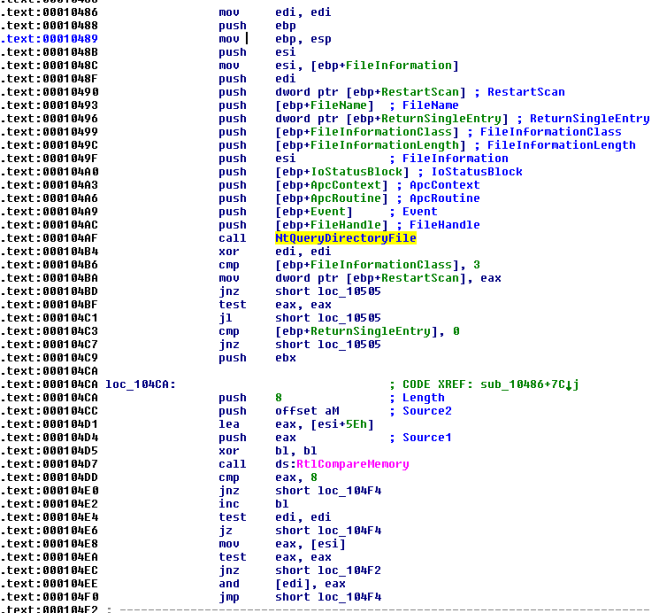 .text:00010486 mov edi, edi
.text:00010488 push ebp
.text:00010489 mov ebp, esp
.text:0001048B push esi
.text:0001048C mov esi, [ebp+FileInformation]
.text:0001048F push edi
.text:00010490 push dword ptr [ebp+RestartScan] ; RestartScan
.text:00010493 push [ebp+FileName] ; FileName
.text:00010496 push dword ptr [ebp+ReturnSingleEntry] ; ReturnSingleEntry
.text:00010499 push [ebp+FileInformationClass] ; FileInformationClass
.text:0001049C push [ebp+FileInformationLength] ; FileInformationLength
.text:0001049F push esi ; FileInformation
.text:000104A0 push [ebp+IoStatusBlock] ; IoStatusBlock
.text:000104A3 push [ebp+ApcContext] ; ApcContext
.text:000104A6 push [ebp+ApcRoutine] ; ApcRoutine
.text:000104A9 push [ebp+Event] ; Event
.text:000104AC push [ebp+FileHandle] ; FileHandle
.text:000104AF call NtQueryDirectoryFile
.text:000104B4 xor edi, edi
.text:000104B6 cmp [ebp+FileInformationClass], 3
.text:000104BA mov dword ptr [ebp+RestartScan], eax
.text:000104BD jnz short loc_10505
.text:000104BF test eax, eax
.text:000104C1 jl short loc_10505
.text:000104C3 cmp [ebp+ReturnSingleEntry], 0
.text:000104C7 jnz short loc_10505
.text:000104C9 push ebx
.text:000104CA
.text:000104CA loc_104CA: ; CODE XREF: sub_10486+7C↓j
.text:000104CA push 8 ; Length
.text:000104CC push offset aM ; Source2
.text:000104D1 lea eax, [esi+5Eh]
.text:000104D4 push eax ; Source1
.text:000104D5 xor bl, bl
.text:000104D7 call ds:RtlCompareMemory
.text:000104DD cmp eax, 8
.text:000104E0 jnz short loc_104F4
.text:000104E2 inc bl
.text:000104E4 test edi, edi
.text:000104E6 jz short loc_104F4
.text:000104E8 mov eax, [esi]
.text:000104EA test eax, eax
.text:000104EC jnz short loc_104F2
.text:000104EE and [edi], eax
.text:000104F0 jmp short loc_104F4
.text:000104F2 ; ---------------------------------------------------------------------------